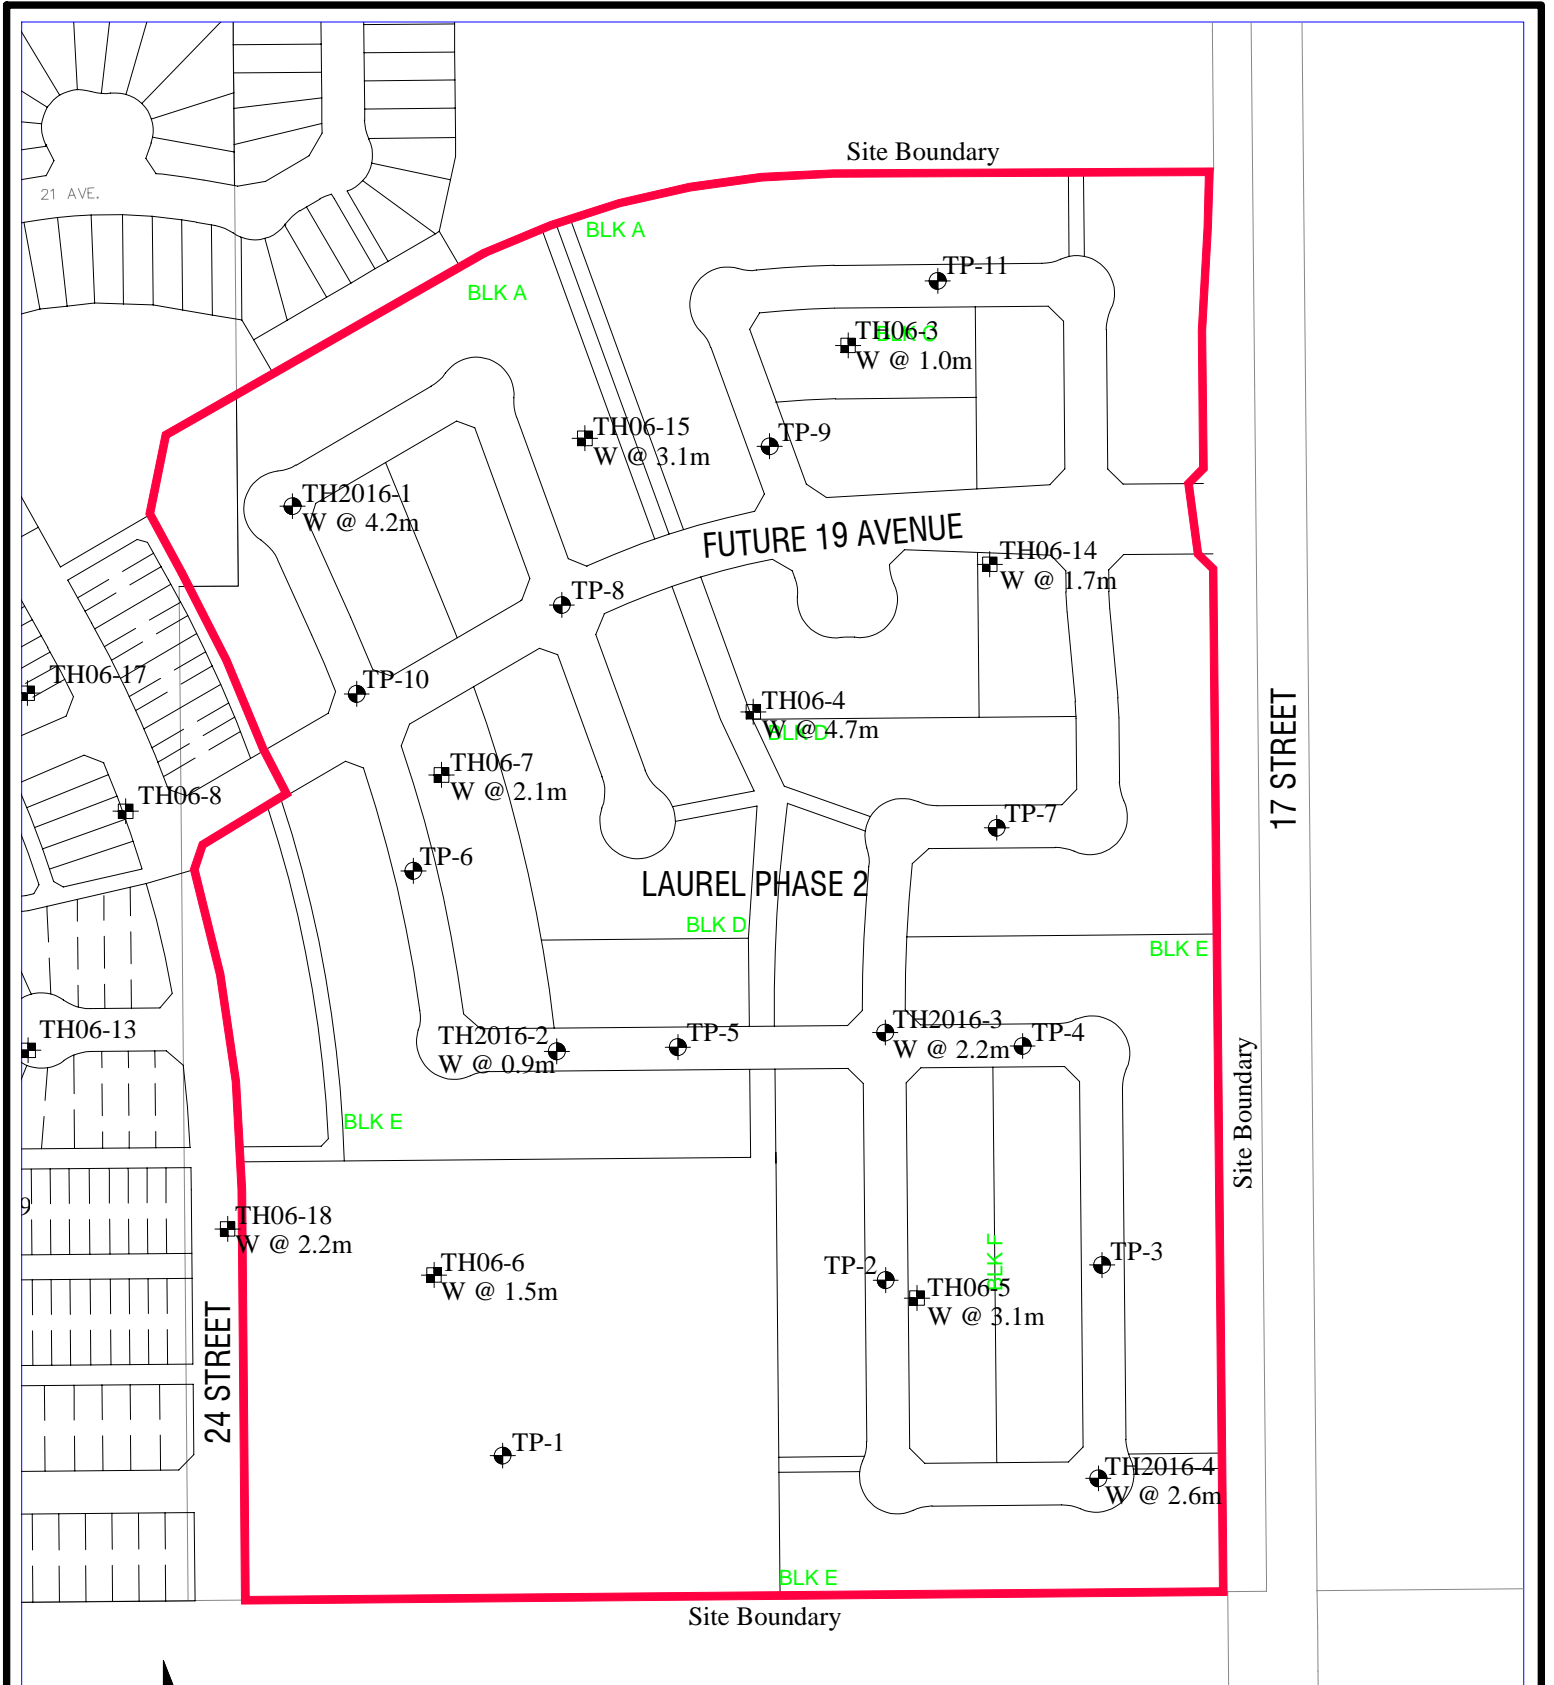 Site Boundary
21 AVE.
BLK A
BLK A
TP-11
TH06-3
BLK C
W @ 1.0m
TH06-15
W @ 3.1m
TP-9
TH2016-1
W @ 4.2m
FUTURE 19 AVENUE
TH06-14
W @ 1.7m
TP-8
TH06-17
TP-10
TH06-4
W @ 4.7m
BLK D
17 STREET
TH06-7
W @ 2.1m
TH06-8
TP-7
TP-6
LAUREL PHASE 2
BLK D
BLK E
TH06-13
TH2016-2
W @ 0.9m
TP-5
TH2016-3
W @ 2.2m
TP-4
Site Boundary
BLK E
9
TH06-18
W @ 2.2m
TH06-6
W @ 1.5m
TP-2
BLK F
TP-3
TH06-5
W @ 3.1m
24 STREET
TP-1
TH2016-4
W @ 2.6m
BLK E
Site Boundary